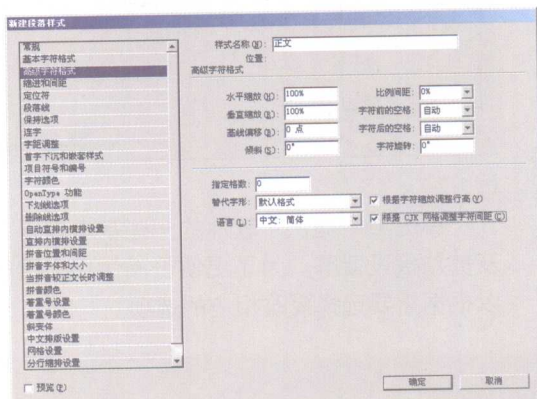 新建段落样式
常规
基本字符格式
高级字符格式
缩进和间距
定位符
段落线
保持选项
连字
字距调整
首字下沉和嵌套样式
项目符号和编号
字符颜色
OpenType 功能
下划线选项
删除线选项
自动直排内横排设置
直排内横排设置
拼音位置和间距
拼音字体和大小
当拼音较正文长时调整
拼音颜色
着重号设置
着重号颜色
斜变体
中文排版设置
网格设置
分行缩排设置
预览(P)
样式名称(N): 正文
位置:
高级字符格式
水平缩放(H): 100%
垂直缩放(V): 100%
基线偏移(B): 0 点
倾斜(S): 0°
比例间距: 0%
字符前的空格: 自动
字符后的空格: 自动
字符旋转: 0°
指定格数: 0
替代字形: 默认格式
语言(L): 中文: 简体
根据字符缩放调整行高(Y)
根据 CJK 网格调整字符间距(C)
确定
取消